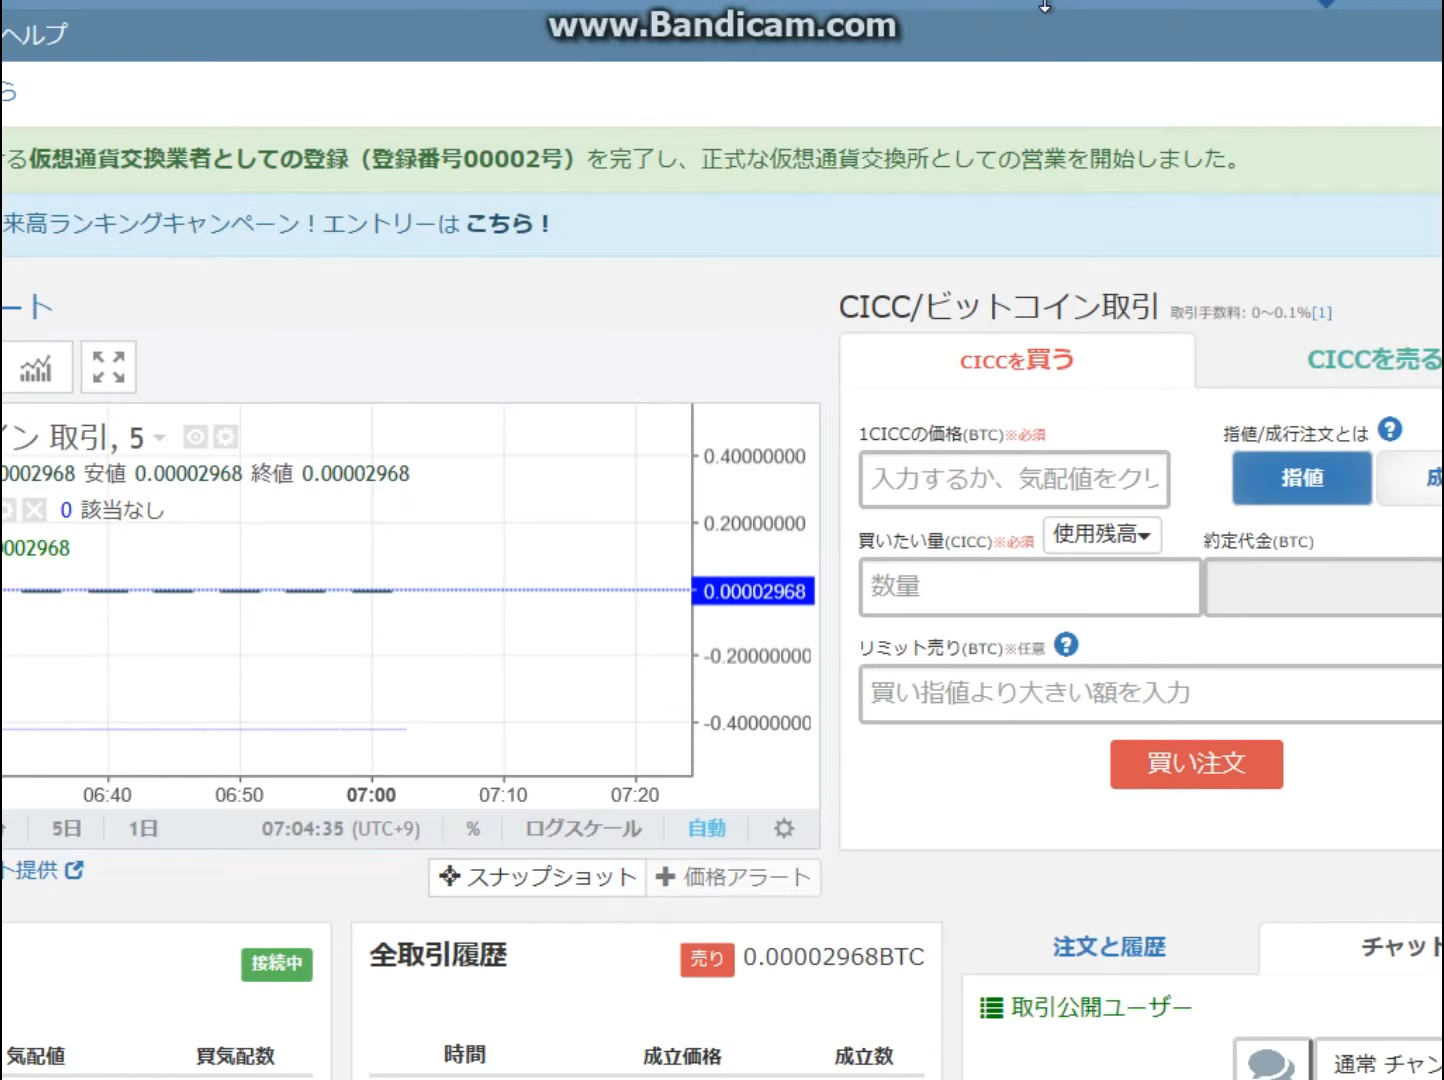 www.Bandicam.com
ヘルプ
ら
ける仮想通貨交換業者としての登録（登録番号00002号）を完了し、正式な仮想通貨交換所としての営業を開始しました。
来高ランキングキャンペーン！エントリーは こちら！
ート
CICC/ビットコイン取引 取引手数料: 0〜0.1%[1]
CICCを買う
CICCを売る
イン 取引, 5
0002968 安値 0.00002968 終値 0.00002968
0 該当なし
002968
0.40000000
0.20000000
0.00002968
-0.20000000
-0.40000000
06:40 06:50 07:00 07:10 07:20
5日 1日 07:04:35 (UTC+9) % ログスケール 自動
ト提供
スナップショット
価格アラート
1CICCの価格(BTC)※必須
指値/成行注文とは ?
入力するか、気配値をクリ
指値
成
買いたい量(CICC)※必須 使用残高
約定代金(BTC)
数量
リミット売り(BTC)※任意 ?
買い指値より大きい額を入力
買い注文
接続中
気配値 買気配数
全取引履歴 売り 0.00002968BTC
時間 成立価格 成立数
注文と履歴
チャット
取引公開ユーザー
通常 チャン